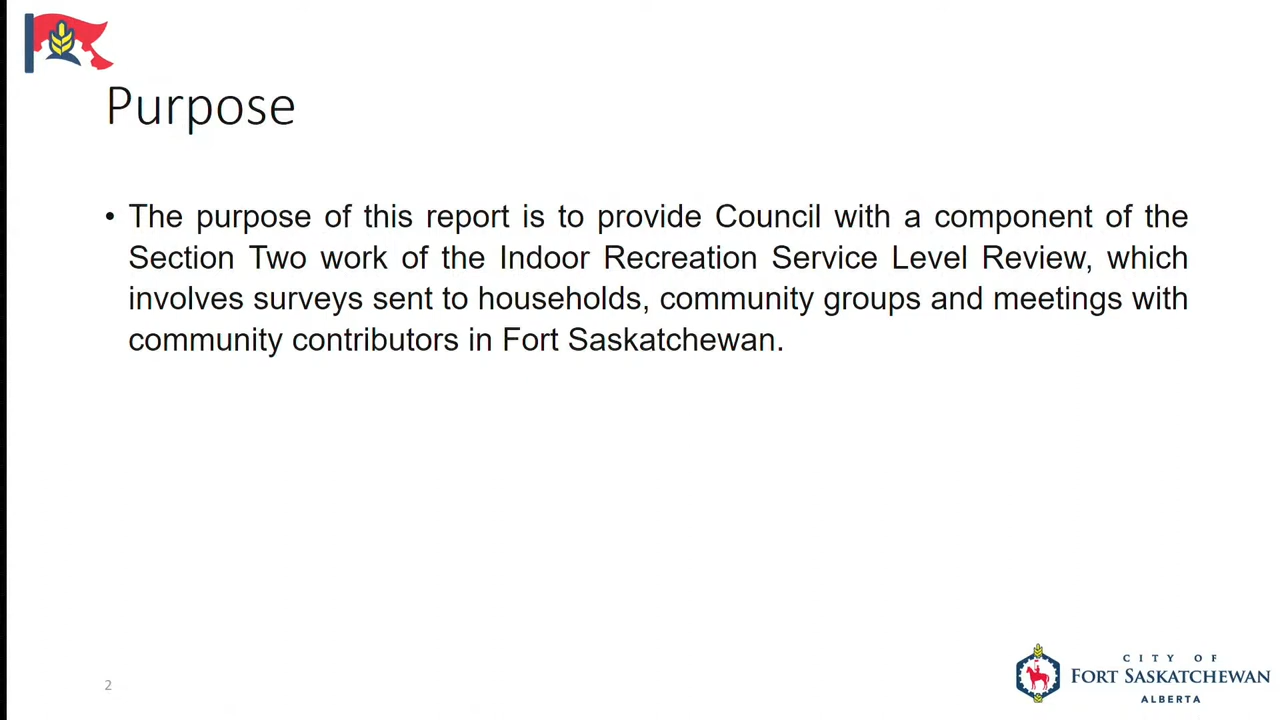 Purpose
• The purpose of this report is to provide Council with a component of the
Section Two work of the Indoor Recreation Service Level Review, which
involves surveys sent to households, community groups and meetings with
community contributors in Fort Saskatchewan.
2
CITY OF
FORT SASKATCHEWAN
ALBERTA